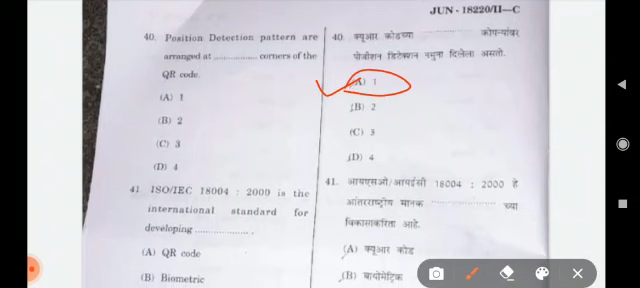 JUN - 18220/II—C
40. Position Detection pattern are
arranged at .............. corners of the
QR code.
(A) 1
(B) 2
(C) 3
(D) 4
41. ISO/IEC 18004 : 2000 is the
international standard for
developing ................... .
(A) QR code
(B) Biometric
40. क्यूआर कोडच्या .................... कोपऱ्यांवर
पोजीशन डिटेक्शन नमुना दिलेला असतो.
(A) 1
(B) 2
(C) 3
(D) 4
41. आयएसओ/आयईसी 18004 : 2000 हे
आंतरराष्ट्रीय मानक .................... च्या
विकासाकरिता आहे.
(A) क्यूआर कोड
(B) बायोमेट्रिक